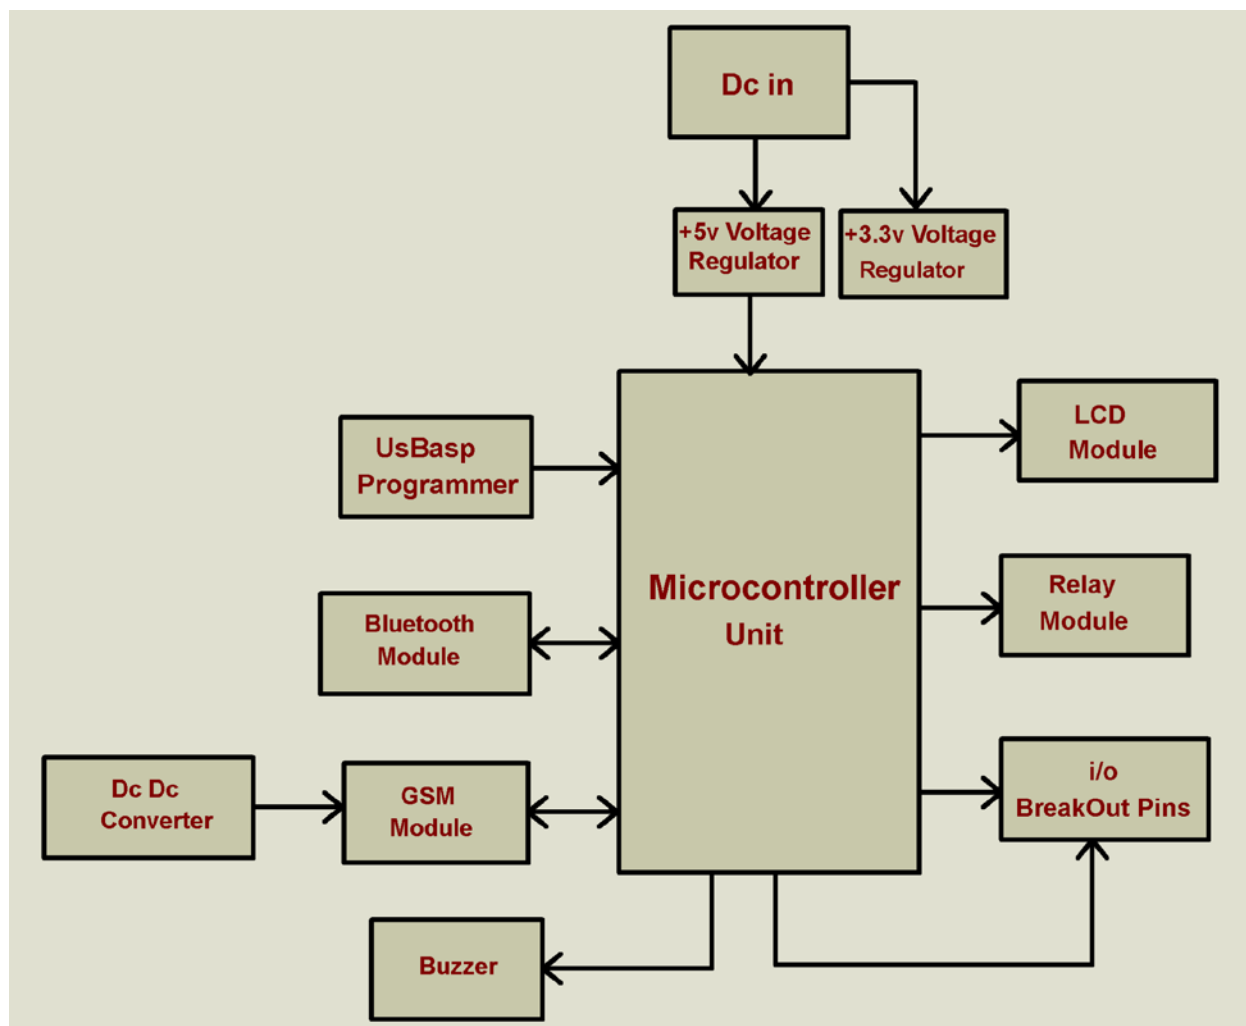 Dc in
+5v Voltage
Regulator
+3.3v Voltage
Regulator
UsBasp
Programmer
LCD
Module
Microcontroller
Unit
Relay
Module
Bluetooth
Module
Dc Dc
Converter
GSM
Module
i/o
BreakOut Pins
Buzzer